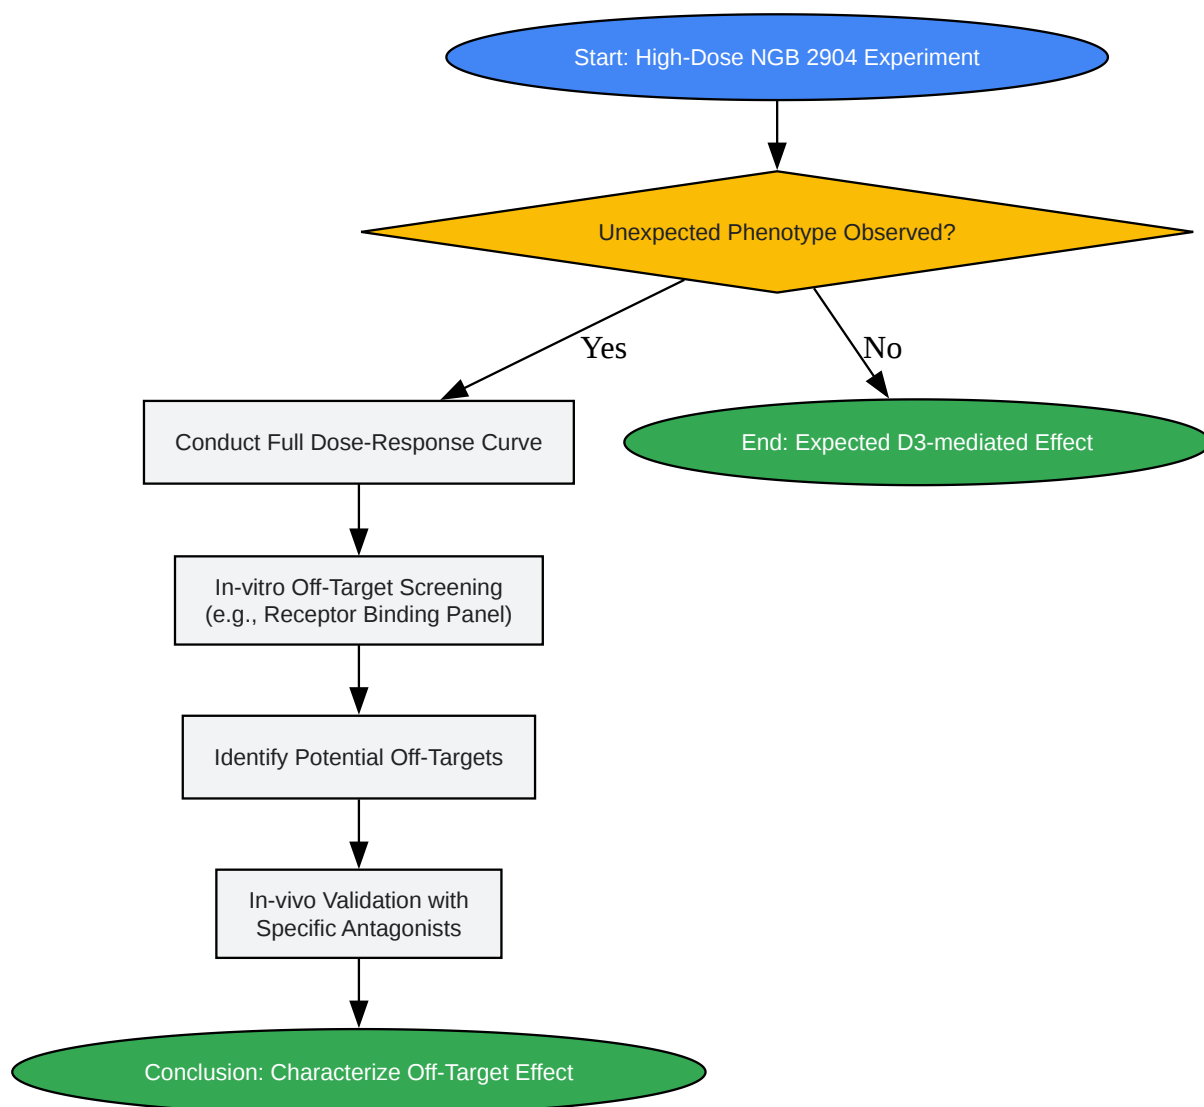 Start: High-Dose NGB 2904 Experiment
Unexpected Phenotype Observed?
Yes
No
Conduct Full Dose-Response Curve
End: Expected D3-mediated Effect
In-vitro Off-Target Screening
(e.g., Receptor Binding Panel)
Identify Potential Off-Targets
In-vivo Validation with
Specific Antagonists
Conclusion: Characterize Off-Target Effect